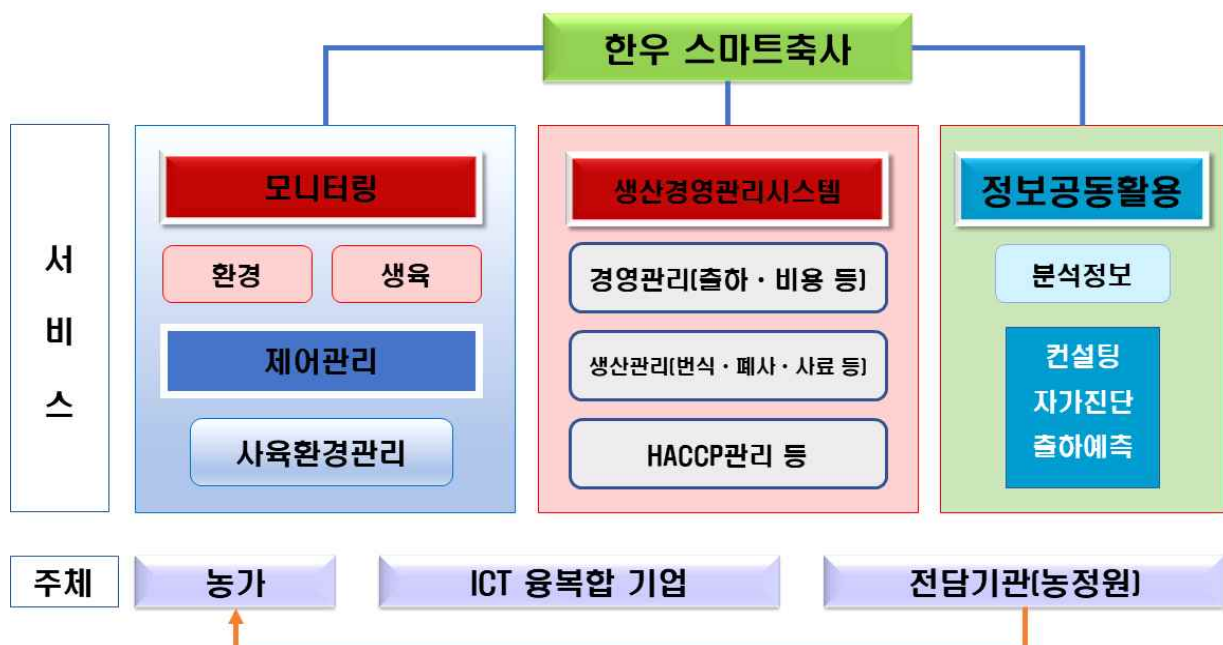 한우 스마트축사
서
비
스
모니터링
환경
생육
제어관리
사육환경관리
생산경영관리시스템
경영관리(출하 · 비용 등)
생산관리(번식 · 폐사 · 사료 등)
HACCP관리 등
정보공동활용
분석정보
컨설팅
자가진단
출하예측
주체
농가
ICT 융복합 기업
전담기관(농정원)